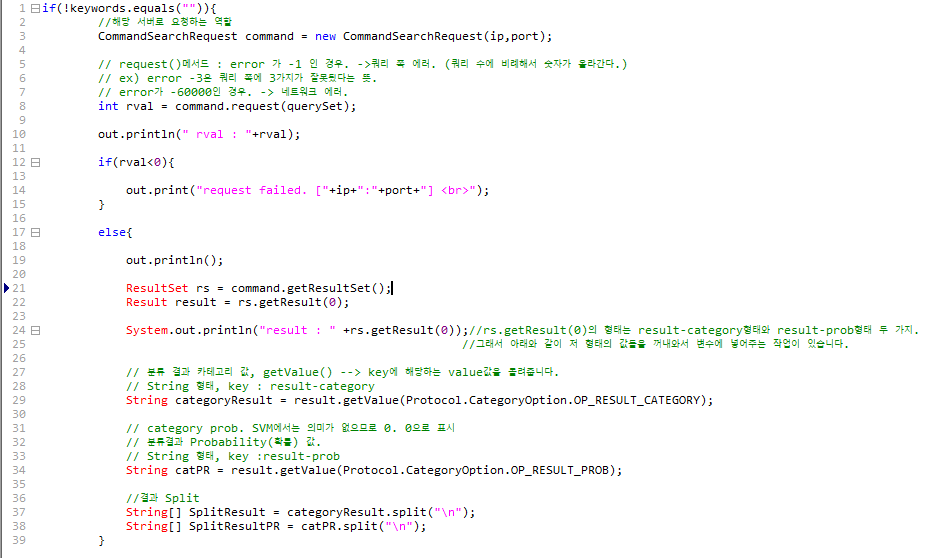 1 if(!keywords.equals("")){
2 //해당 서버로 요청하는 역할
3 CommandSearchRequest command = new CommandSearchRequest(ip,port);
4
5 // request()메서드 : error 가 -1 인 경우. ->쿼리 쪽 에러. (쿼리 수에 비례해서 숫자가 올라간다.)
6 // ex) error -3은 쿼리 쪽에 3가지가 잘못됬다는 뜻.
7 // error가 -60000인 경우. -> 네트워크 에러.
8 int rval = command.request(querySet);
9
10 out.println(" rval : "+rval);
11
12 if(rval<0){
13
14 out.print("request failed. ["+ip+":"+port+"] <br>");
15 }
16
17 else{
18
19 out.println();
20
21 ResultSet rs = command.getResultSet();
22 Result result = rs.getResult(0);
23
24 System.out.println("result : " +rs.getResult(0));//rs.getResult(0)의 형태는 result-category형태와 result-prob형태 두 가지.
25 //그래서 아래와 같이 저 형태의 값들을 꺼내와서 변수에 넣어주는 작업이 있습니다.
26
27 // 분류 결과 카테고리 값, getValue() --> key에 해당하는 value값을 돌려줍니다.
28 // String 형태, key : result-category
29 String categoryResult = result.getValue(Protocol.CategoryOption.OP_RESULT_CATEGORY);
30
31 // category prob. SVM에서는 의미가 없으므로 0. 0으로 표시
32 // 분류결과 Probability(확률) 값.
33 // String 형태, key :result-prob
34 String catPR = result.getValue(Protocol.CategoryOption.OP_RESULT_PROB);
35
36 //결과 Split
37 String[] SplitResult = categoryResult.split("\n");
38 String[] SplitResultPR = catPR.split("\n");
39 }